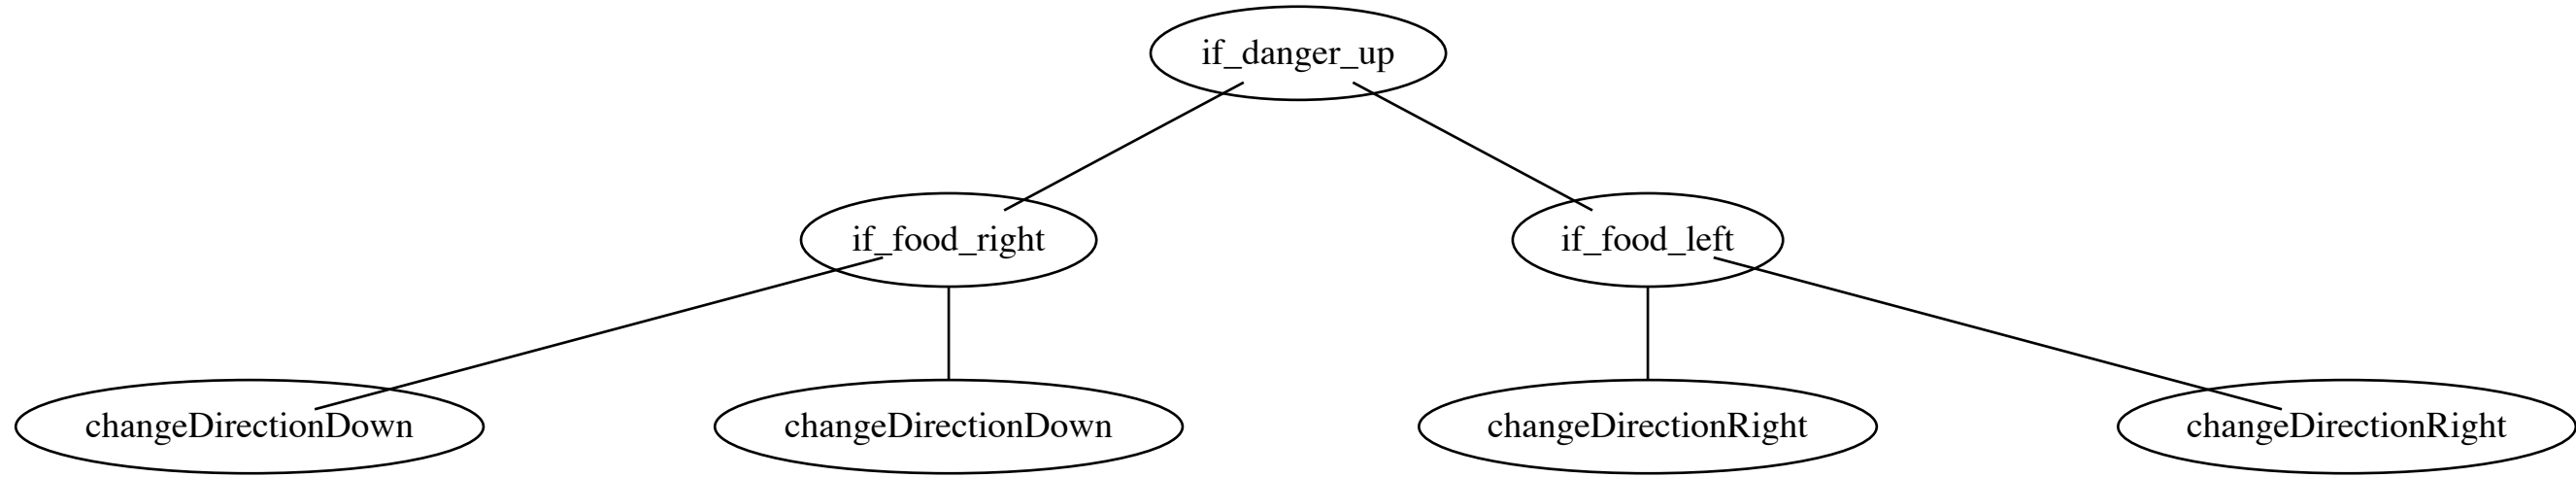 if_danger_up
if_food_right
if_food_left
changeDirectionDown
changeDirectionDown
changeDirectionRight
changeDirectionRight